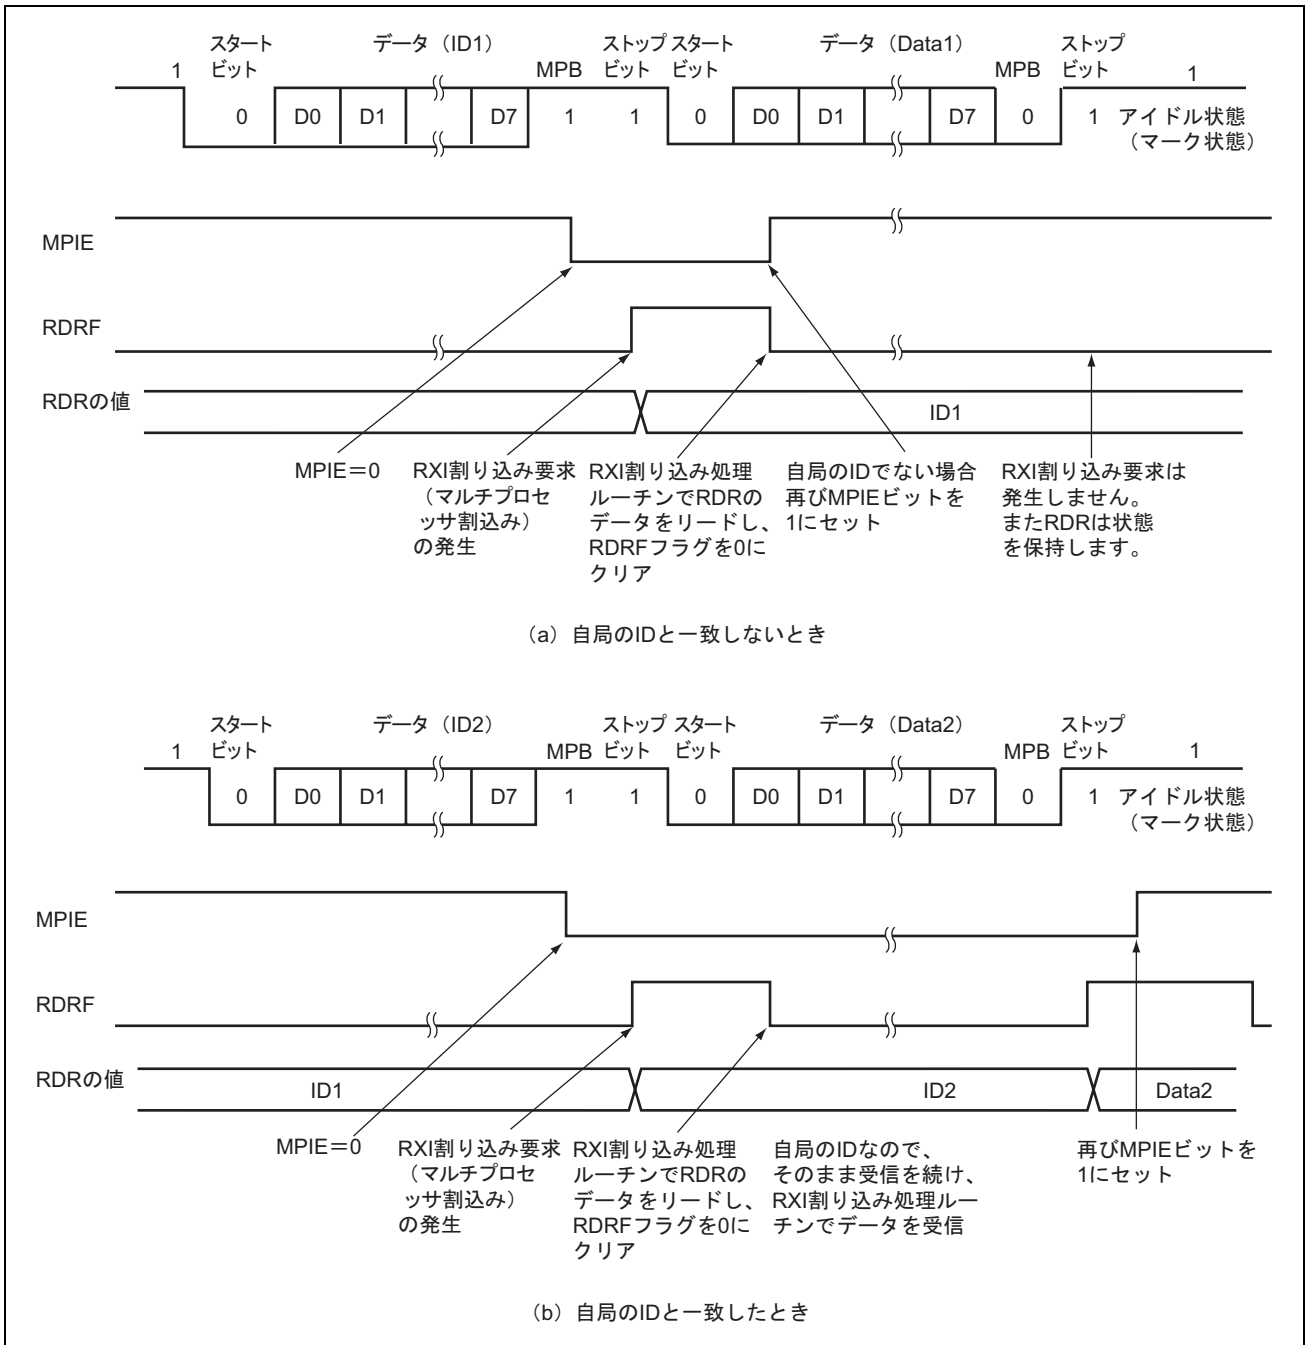 スタート
ビット
データ（ID1）
ストップ
ビット
スタート
ビット
データ（Data1）
ストップ
ビット
1
MPB
MPB
1
0
D0
D1
D7
1
1
0
D0
D1
D7
0
1
アイドル状態
（マーク状態）
MPIE
RDRF
RDRの値
ID1
MPIE＝0
RXI割り込み要求
（マルチプロセ
ッサ割込み）
の発生
RXI割り込み処理
ルーチンでRDRの
データをリードし、
RDRFフラグを0に
クリア
自局のIDでない場合
再びMPIEビットを
1にセット
RXI割り込み要求は
発生しません。
またRDRは状態
を保持します。
（a）自局のIDと一致しないとき
スタート
ビット
データ（ID2）
ストップ
ビット
スタート
ビット
データ（Data2）
ストップ
ビット
1
MPB
MPB
1
0
D0
D1
D7
1
1
0
D0
D1
D7
0
1
アイドル状態
（マーク状態）
MPIE
RDRF
RDRの値
ID1
ID2
Data2
MPIE＝0
RXI割り込み要求
（マルチプロセ
ッサ割込み）
の発生
RXI割り込み処理
ルーチンでRDRの
データをリードし、
RDRFフラグを0に
クリア
自局のIDなので、
そのまま受信を続け、
RXI割り込み処理ルー
チンでデータを受信
再びMPIEビットを
1にセット
（b）自局のIDと一致したとき